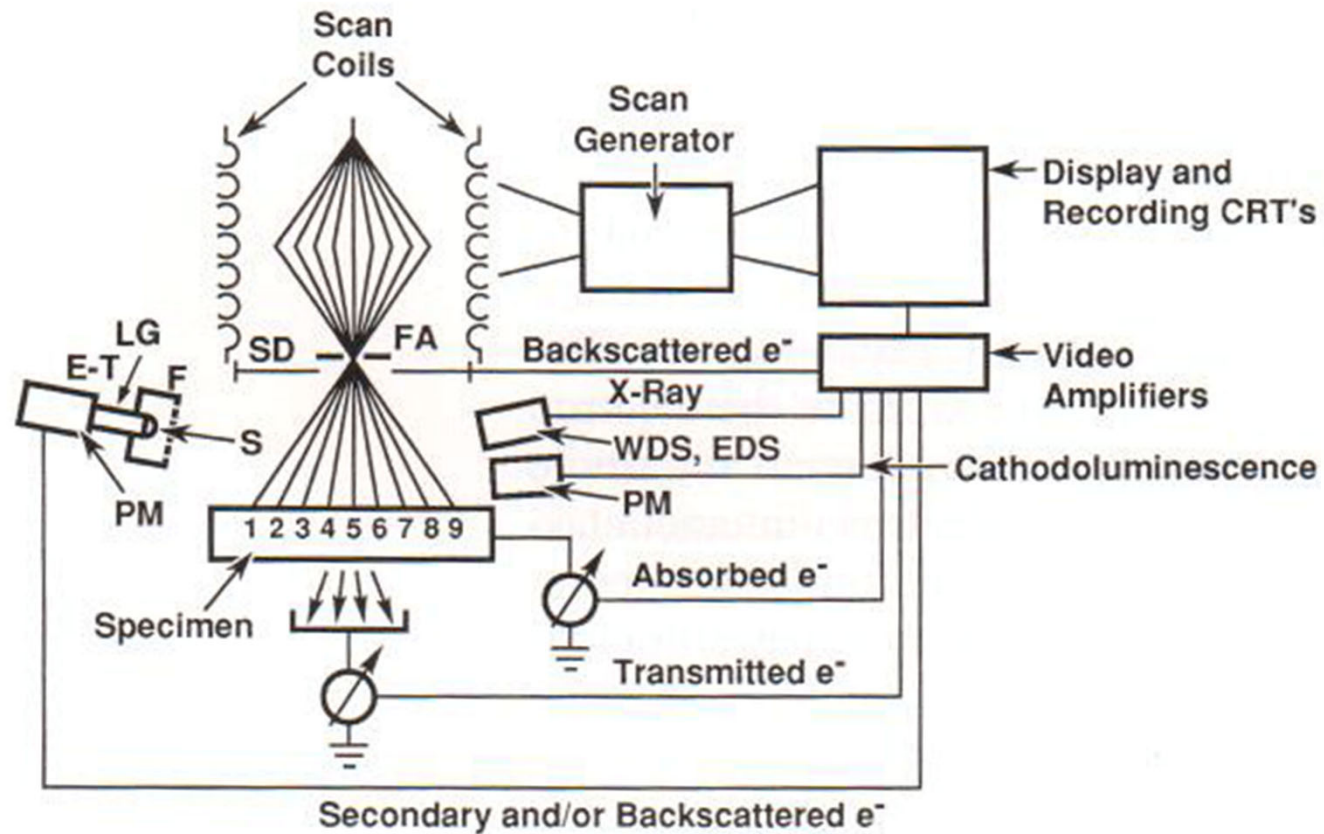 Scan
Coils
Scan
Generator
Display and
Recording CRT's
LG
E-T
F
SD
FA
Backscattered e-
Video
Amplifiers
X-Ray
S
WDS, EDS
Cathodoluminescence
PM
PM
1 2 3 4 5 6 7 8 9
Absorbed e-
Specimen
Transmitted e-
Secondary and/or Backscattered e-